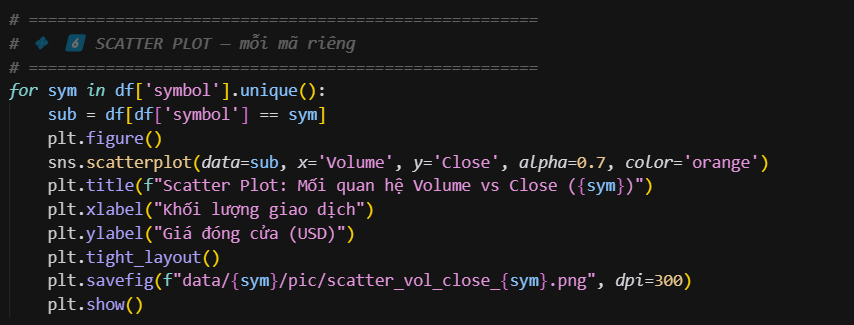 # ====================================================
# 🔹 6️⃣ SCATTER PLOT — mỗi mã riêng
# ====================================================
for sym in df['symbol'].unique():
    sub = df[df['symbol'] == sym]
    plt.figure()
    sns.scatterplot(data=sub, x='Volume', y='Close', alpha=0.7, color='orange')
    plt.title(f"Scatter Plot: Mối quan hệ Volume vs Close ({sym})")
    plt.xlabel("Khối lượng giao dịch")
    plt.ylabel("Giá đóng cửa (USD)")
    plt.tight_layout()
    plt.savefig(f"data/{sym}/pic/scatter_vol_close_{sym}.png", dpi=300)
    plt.show()